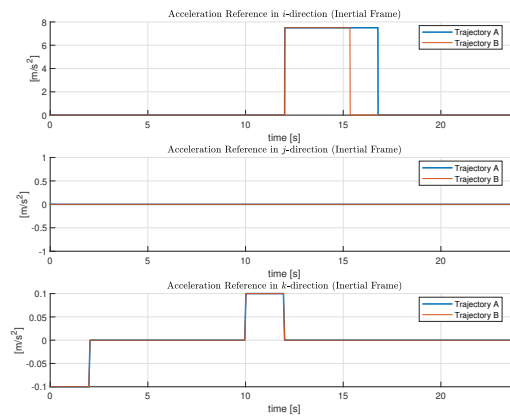 Acceleration Reference in i-direction (Inertial Frame)
8
6
4
2
0
[m/s²]
Trajectory A
Trajectory B
0 5 10 15 20
time [s]
Acceleration Reference in j-direction (Inertial Frame)
1
0.5
0
-0.5
-1
[m/s²]
Trajectory A
Trajectory B
0 5 10 15 20
time [s]
Acceleration Reference in k-direction (Inertial Frame)
0.1
0.05
0
-0.05
-0.1
[m/s²]
Trajectory A
Trajectory B
0 5 10 15 20
time [s]